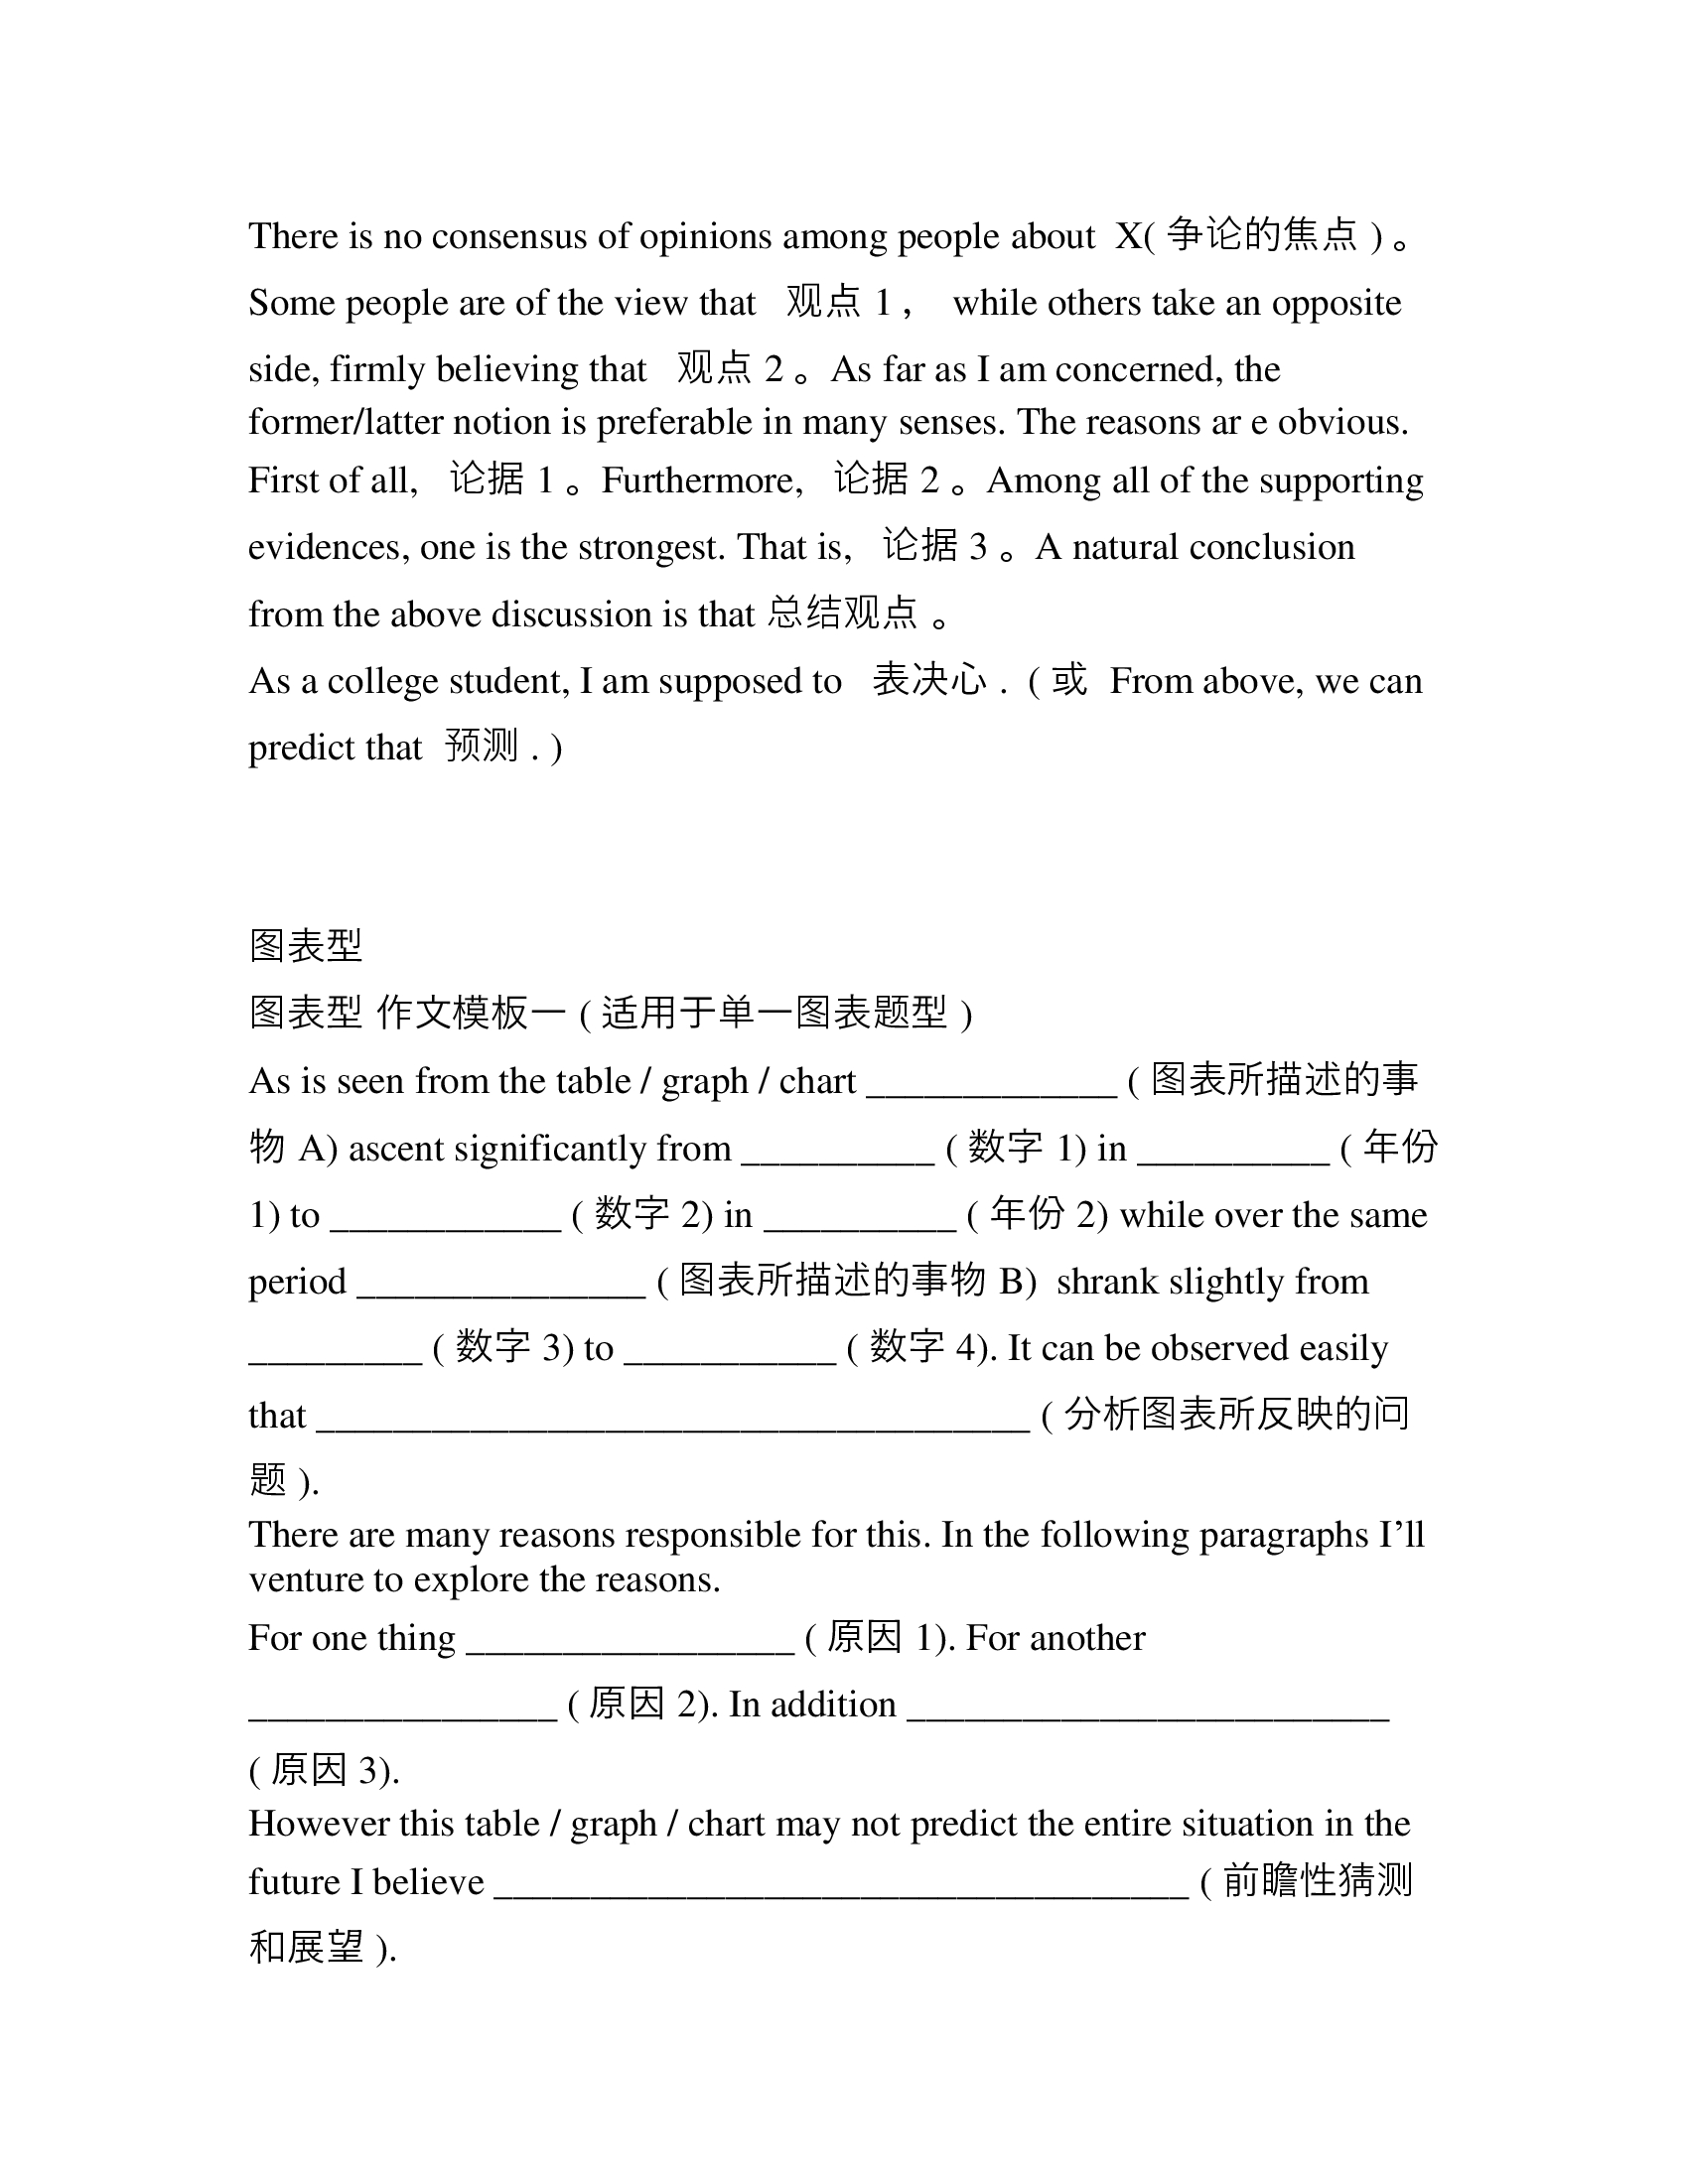 There is no consensus of opinions among people about X( 争论的焦点 ) 。
Some people are of the view that 观点 1 ， while others take an opposite
side, firmly believing that 观点 2 。As far as I am concerned, the
former/latter notion is preferable in many senses. The reasons ar e obvious.
First of all, 论据 1 。Furthermore, 论据 2 。Among all of the supporting
evidences, one is the strongest. That is, 论据 3 。A natural conclusion
from the above discussion is that 总结观点 。
As a college student, I am supposed to 表决心 . ( 或 From above, we can
predict that 预测 . )
图表型
图表型 作文模板一 ( 适用于单一图表题型 )
As is seen from the table / graph / chart _____________ ( 图表所描述的事
物 A) ascent significantly from __________ ( 数字 1) in __________ ( 年份
1) to ____________ ( 数字 2) in __________ ( 年份 2) while over the same
period _______________ ( 图表所描述的事物 B) shrank slightly from
_________ ( 数字 3) to ___________ ( 数字 4). It can be observed easily
that _____________________________________ ( 分析图表所反映的问
题 ).
There are many reasons responsible for this. In the following paragraphs I’ll
venture to explore the reasons.
For one thing _________________ ( 原因 1). For another
________________ ( 原因 2). In addition _________________________
( 原因 3).
However this table / graph / chart may not predict the entire situation in the
future I believe ____________________________________ ( 前瞻性猜测
和展望 ).